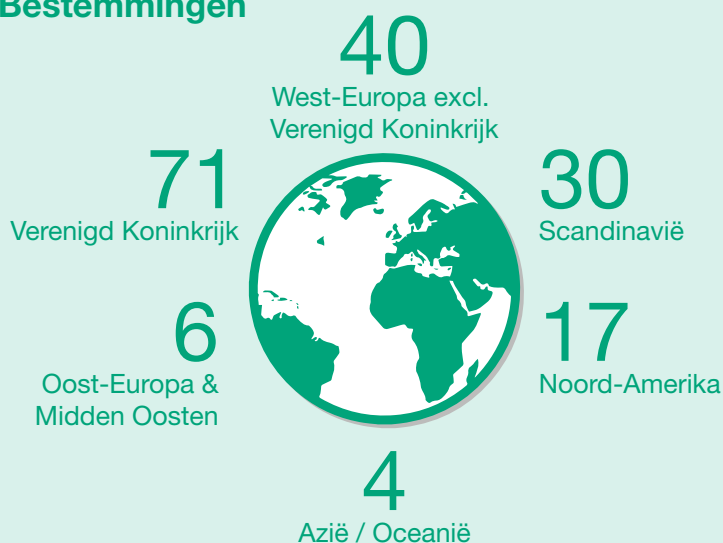 Bestemmingen
40
West-Europa excl.
Verenigd Koninkrijk
71
Verenigd Koninkrijk
30
Scandinavië
6
Oost-Europa &
Midden Oosten
17
Noord-Amerika
4
Azië / Oceanië